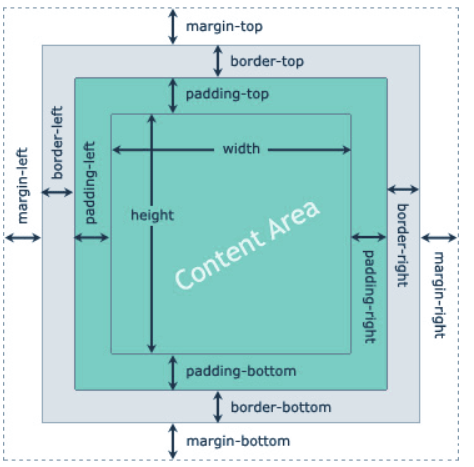 margin-top
border-top
padding-top
width
height
Content Area
margin-left
border-left
padding-left
padding-right
border-right
margin-right
padding-bottom
border-bottom
margin-bottom